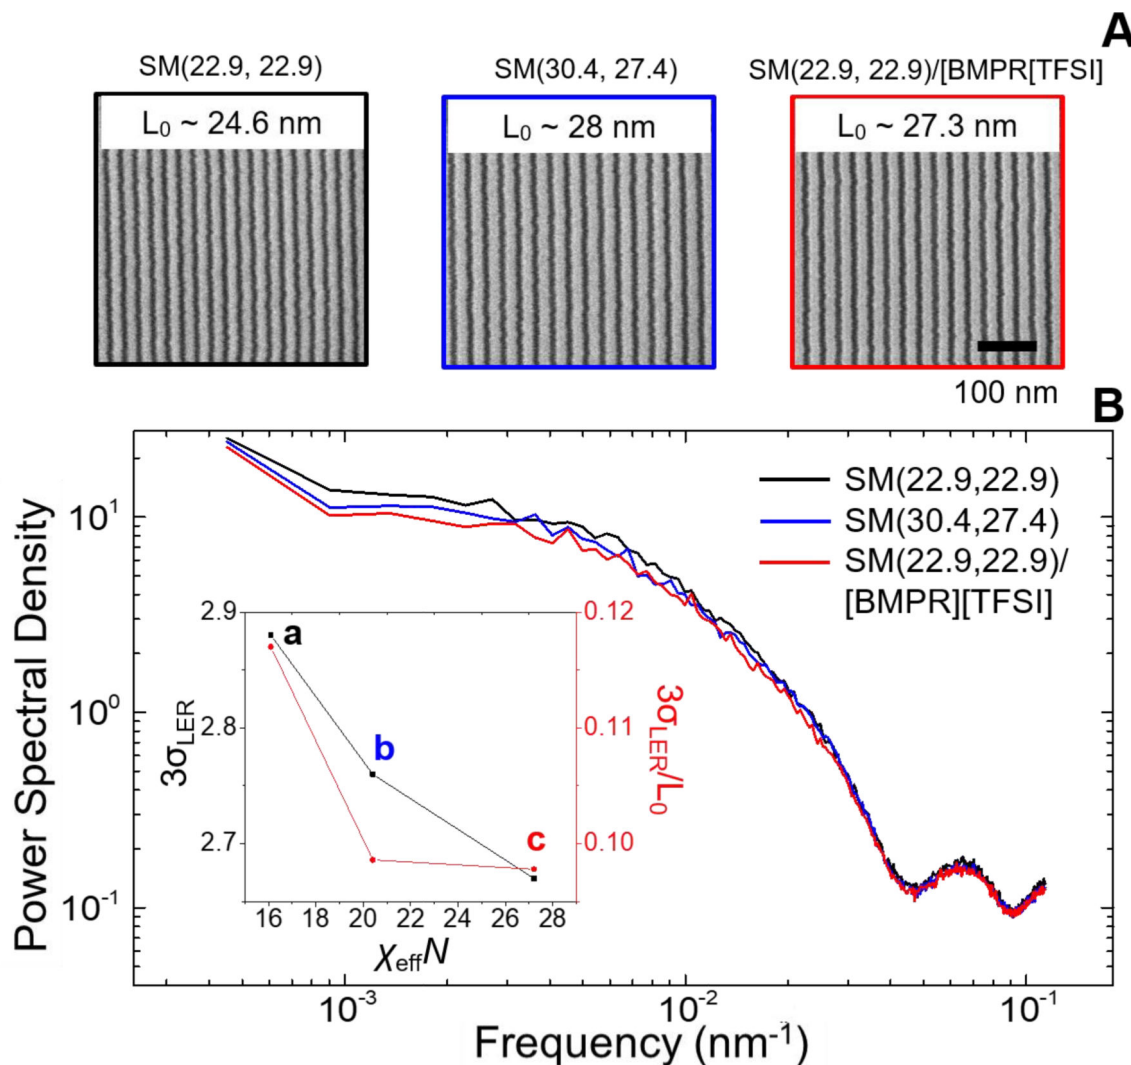 A
SM(22.9, 22.9)
SM(30.4, 27.4)
SM(22.9, 22.9)/[BMPR[TFSI]
L₀ ~ 24.6 nm
L₀ ~ 28 nm
L₀ ~ 27.3 nm
100 nm
B
Power Spectral Density
10¹
10⁰
10⁻¹
10⁻³
10⁻²
10⁻¹
Frequency (nm⁻¹)
SM(22.9,22.9)
SM(30.4,27.4)
SM(22.9,22.9)/
[BMPR][TFSI]
3σLER
2.9
2.8
2.7
a
b
c
0.12
0.11
0.10
3σLER/L₀
16 18 20 22 24 26 28
χeffN